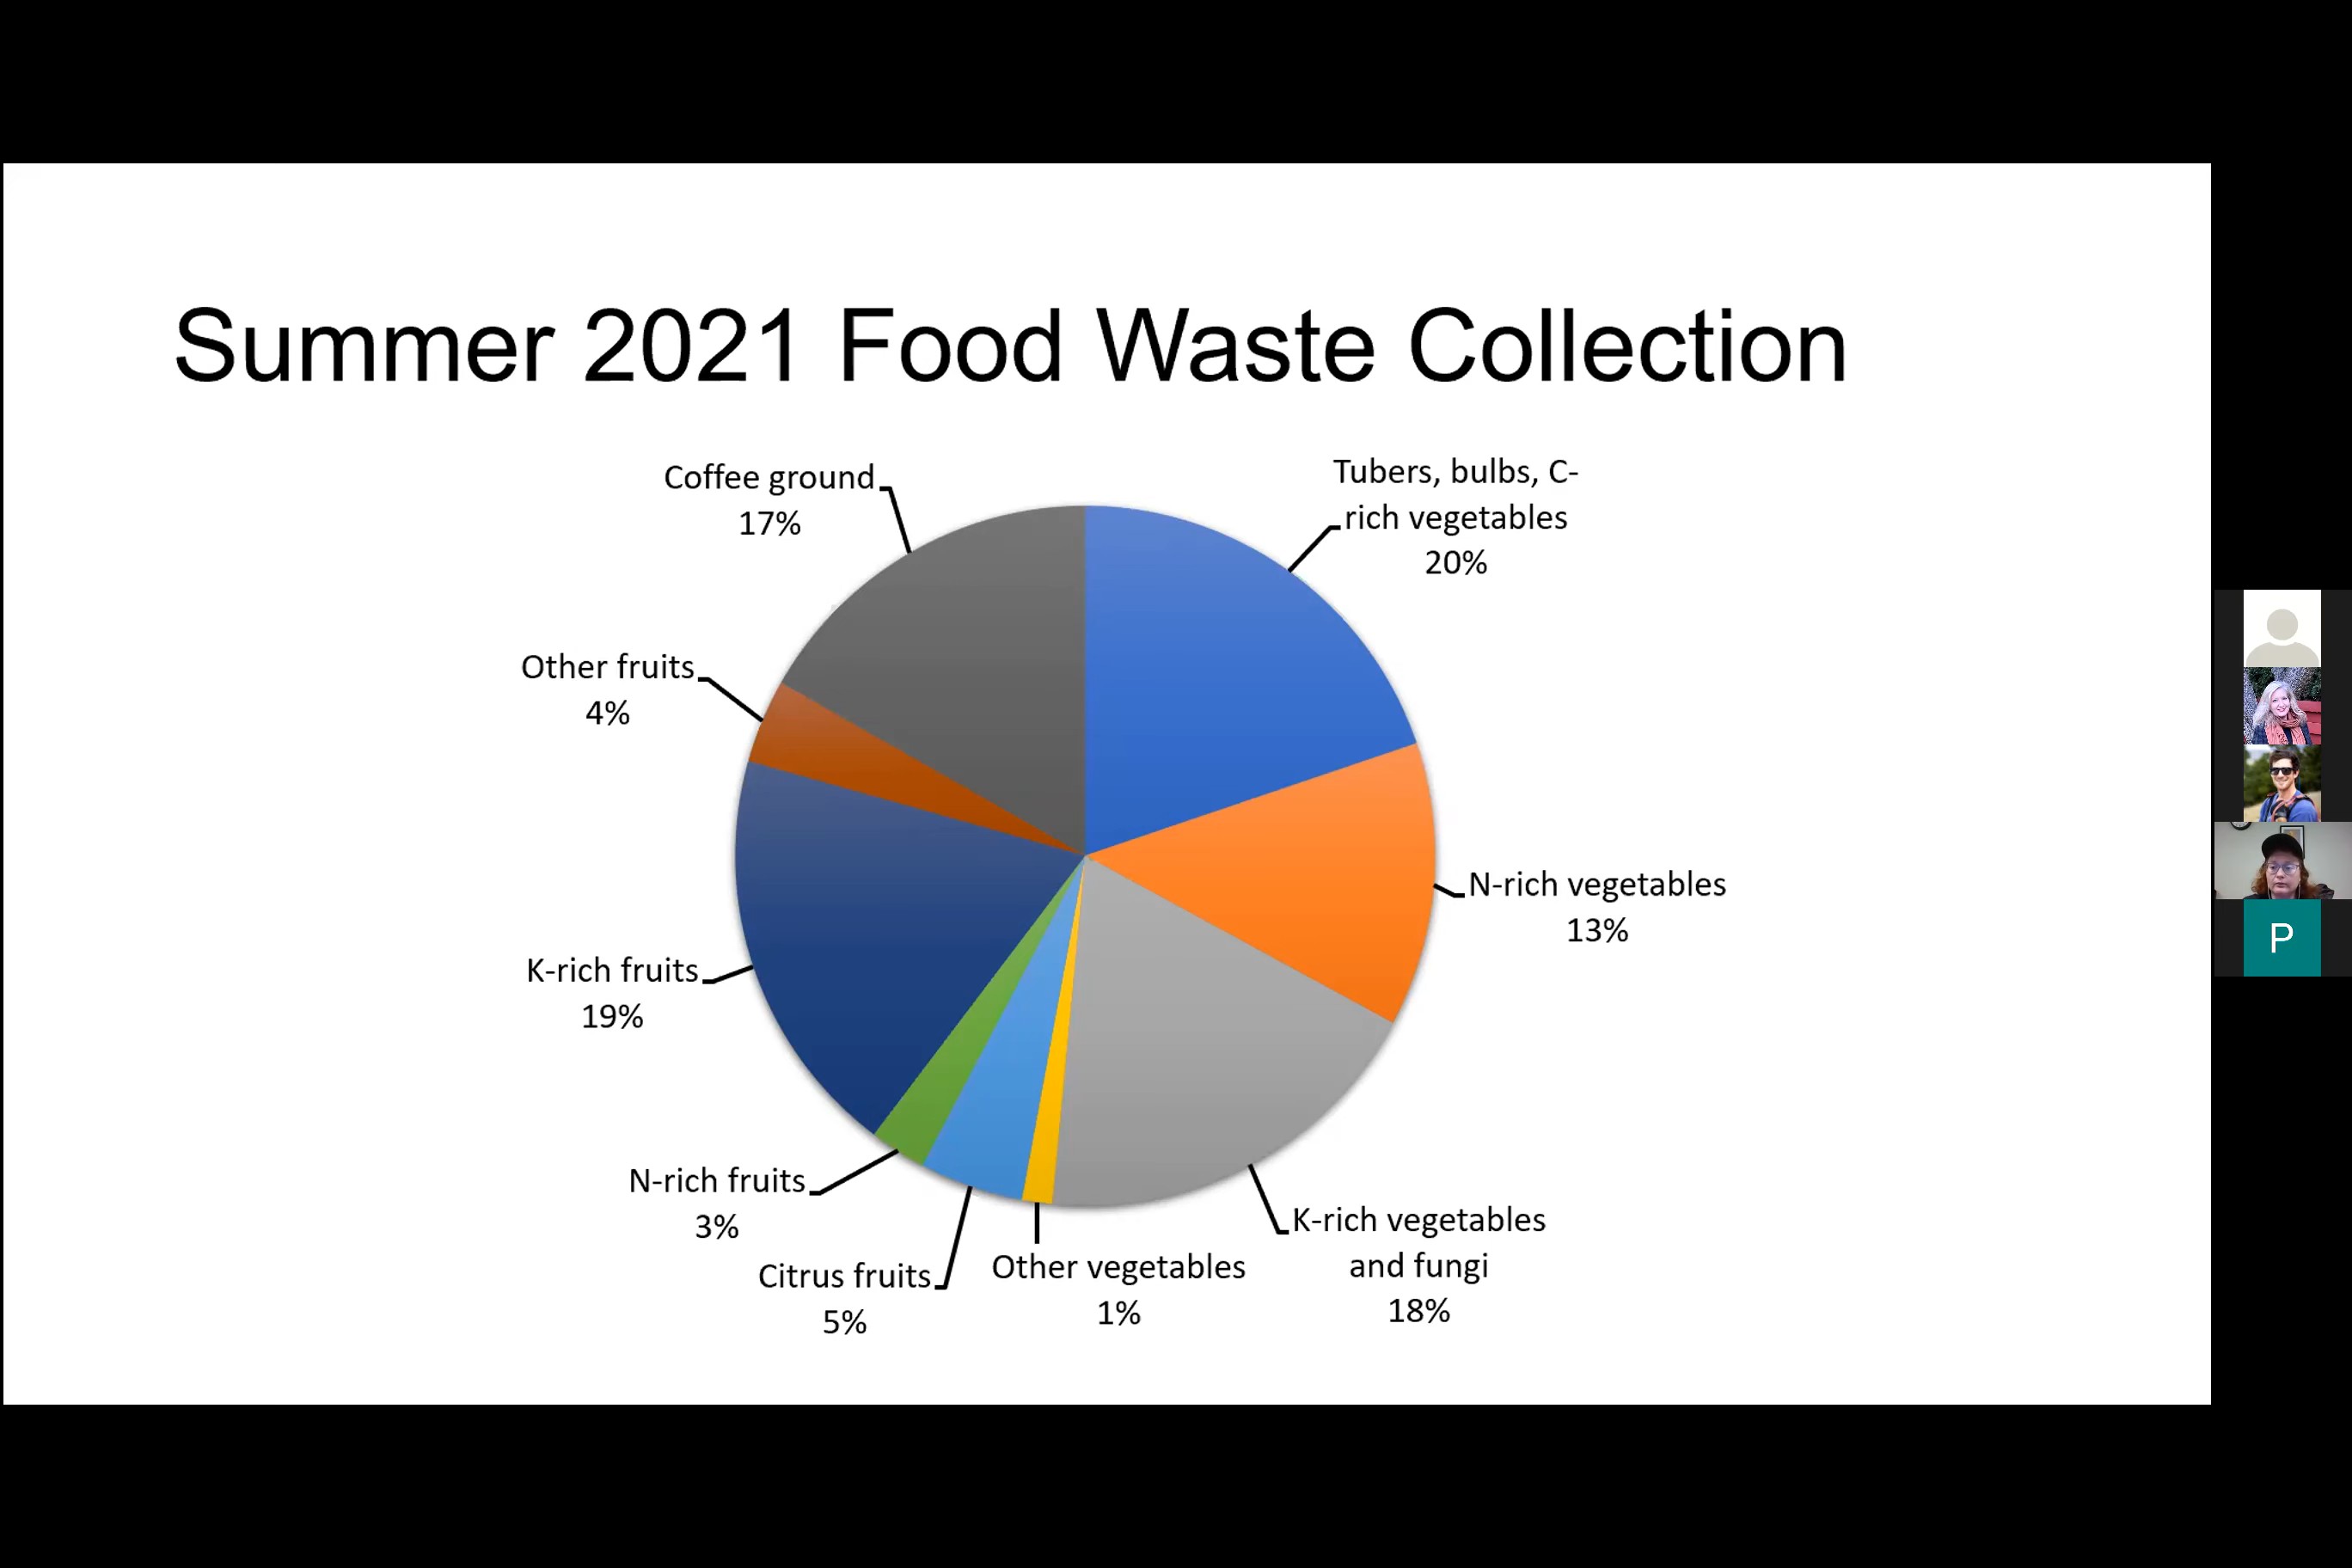 Summer 2021 Food Waste Collection
Coffee ground
17%
Tubers, bulbs, C-
rich vegetables
20%
Other fruits
4%
N-rich vegetables
13%
K-rich fruits
19%
N-rich fruits
3%
Citrus fruits
5%
Other vegetables
1%
K-rich vegetables
and fungi
18%
P